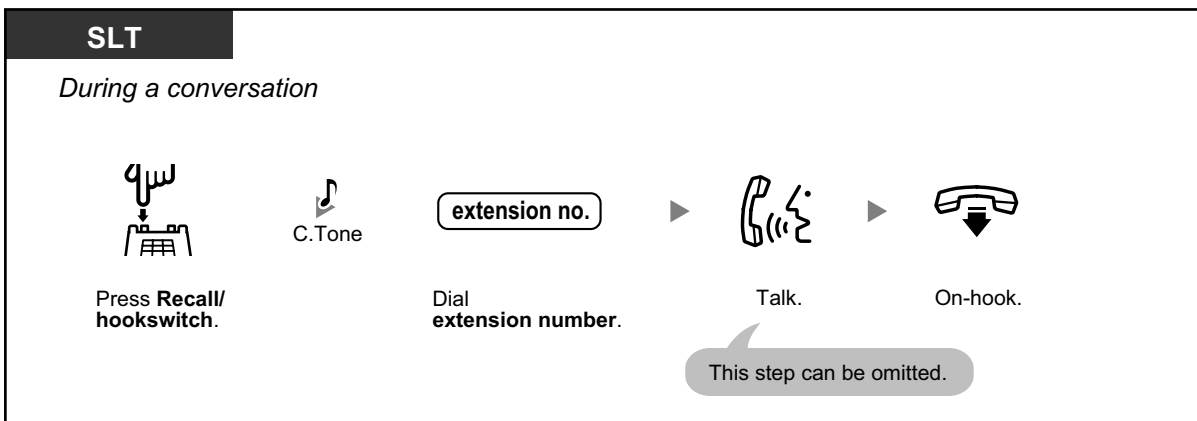 SLT
During a conversation
C.Tone
extension no.
Press Recall/
hookswitch.
Dial
extension number.
Talk.
On-hook.
This step can be omitted.